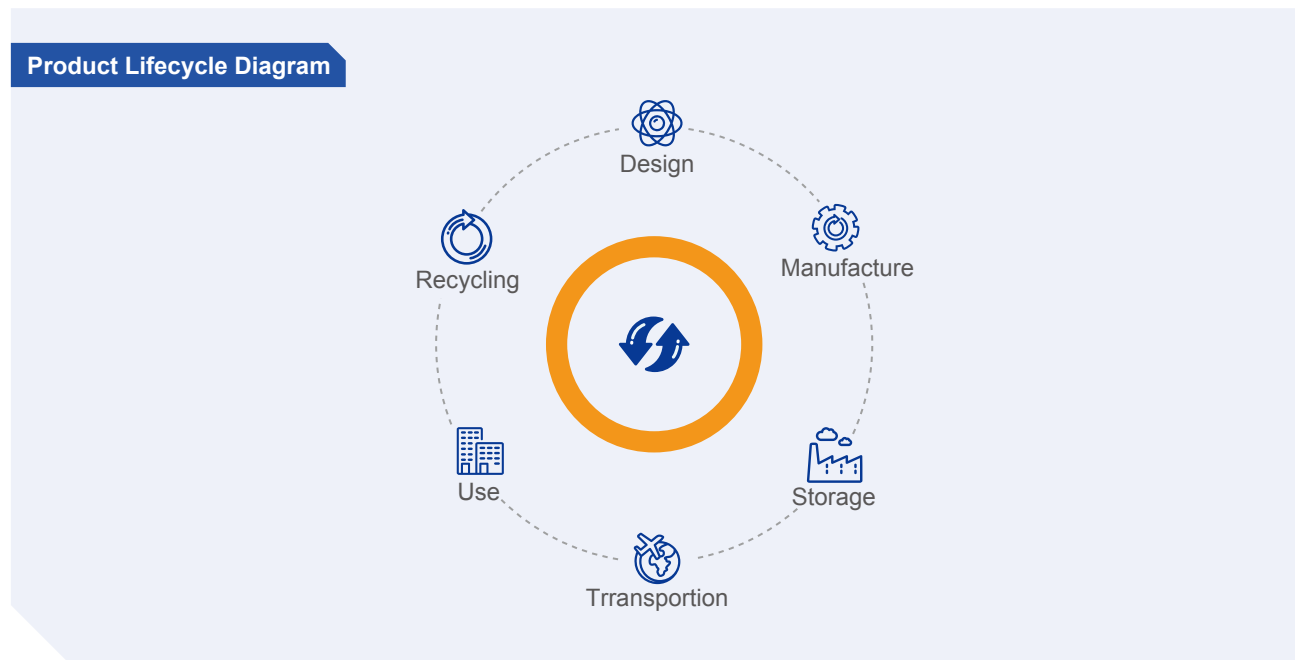 Product Lifecycle Diagram
Design
Manufacture
Storage
Trransportion
Use
Recycling